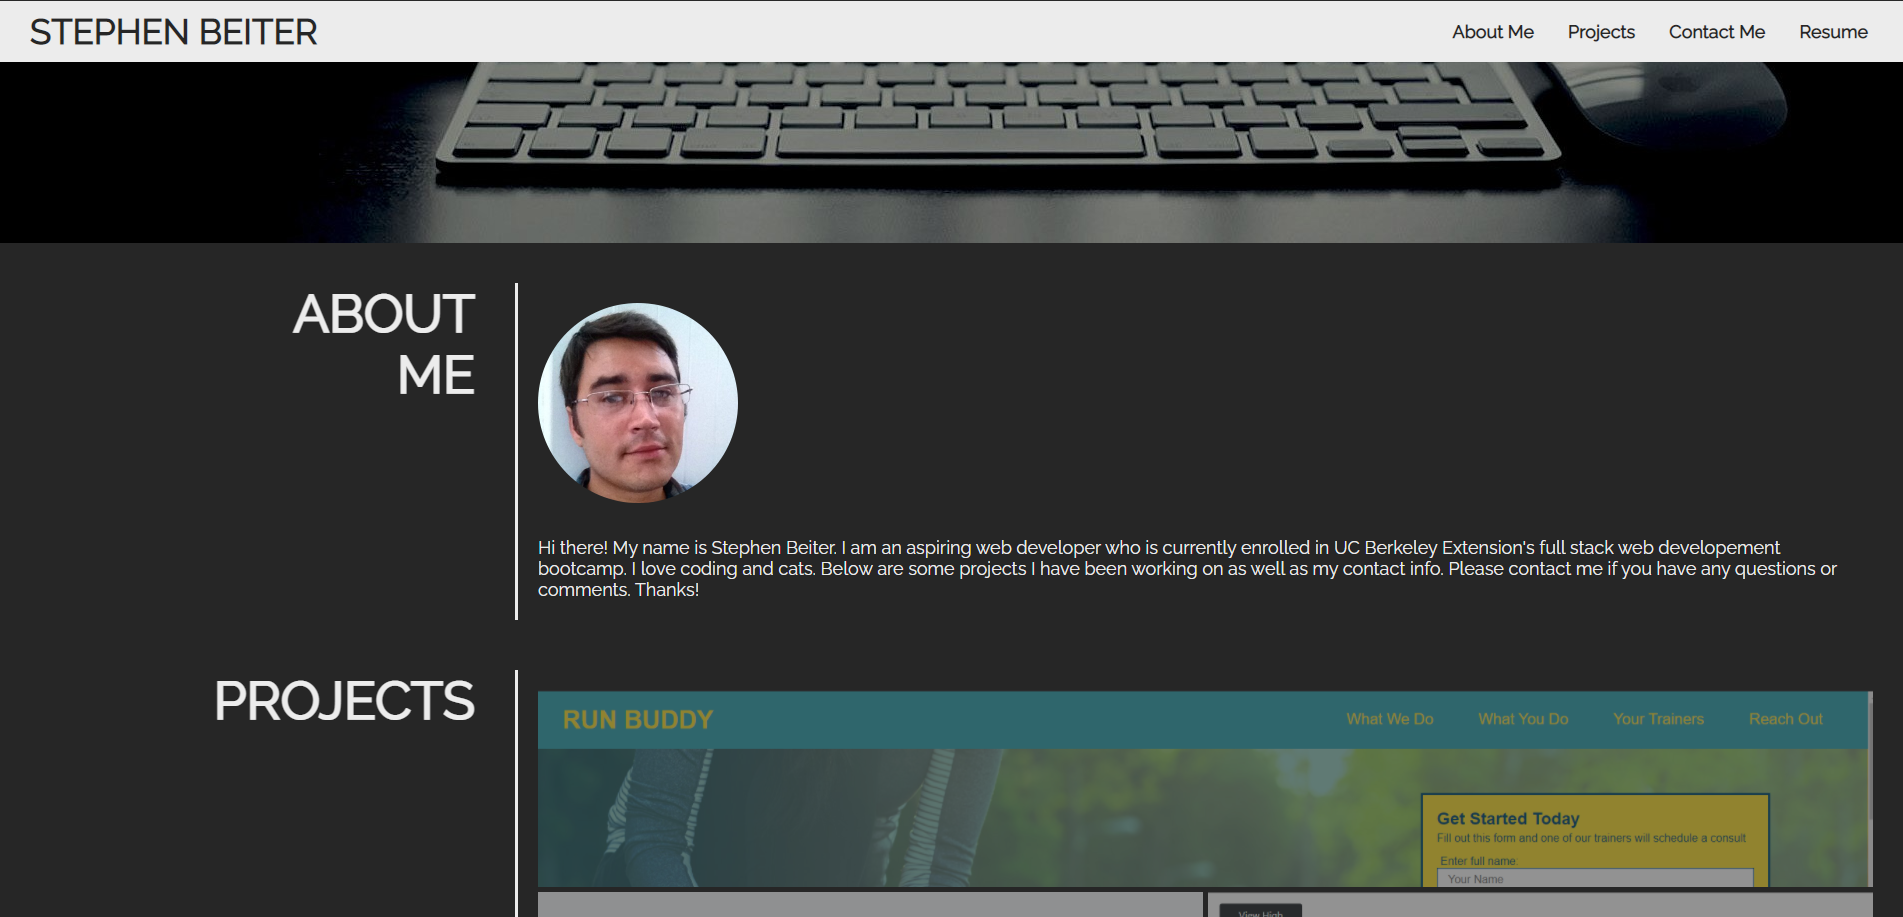 STEPHEN BEITER
About Me Projects Contact Me Resume
ABOUT
ME
Hi there! My name is Stephen Beiter. I am an aspiring web developer who is currently enrolled in UC Berkeley Extension's full stack web developement
bootcamp. I love coding and cats. Below are some projects I have been working on as well as my contact info. Please contact me if you have any questions or
comments. Thanks!
PROJECTS
RUN BUDDY
What We Do What You Do Your Trainers Reach Out
Get Started Today
Fill out this form and one of our trainers will schedule a consult
Enter full name:
Your Name
View High